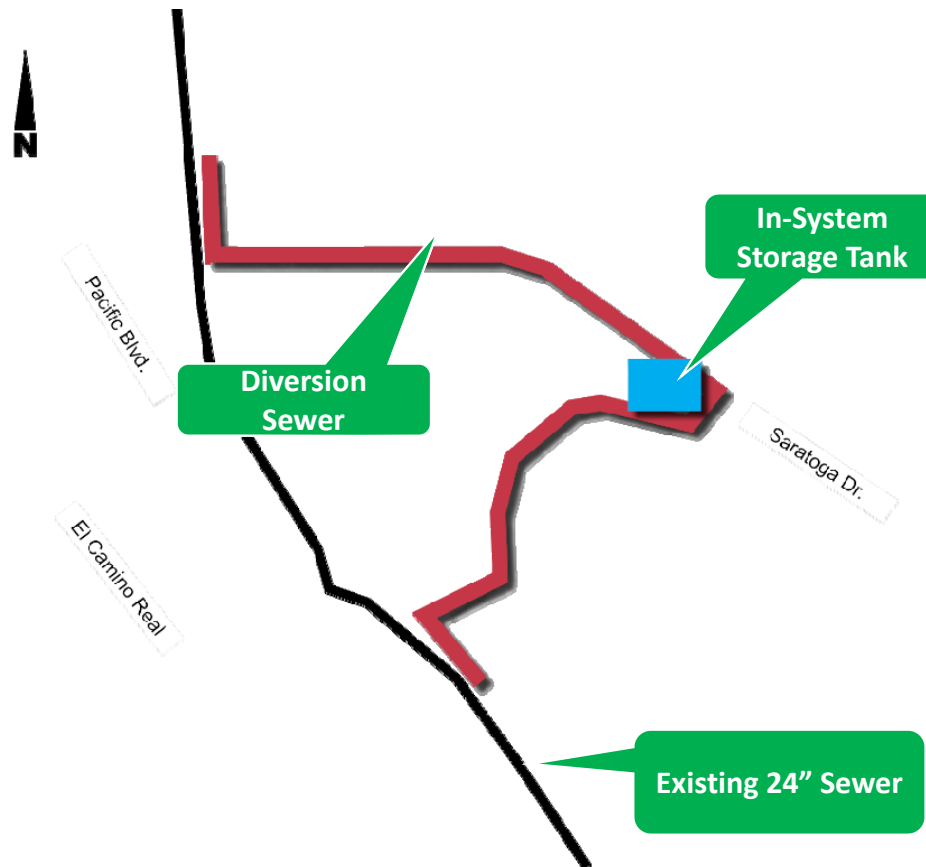 N
In-System
Storage Tank
Pacific Blvd.
Diversion
Sewer
Saratoga Dr.
El Camino Real
Existing 24” Sewer